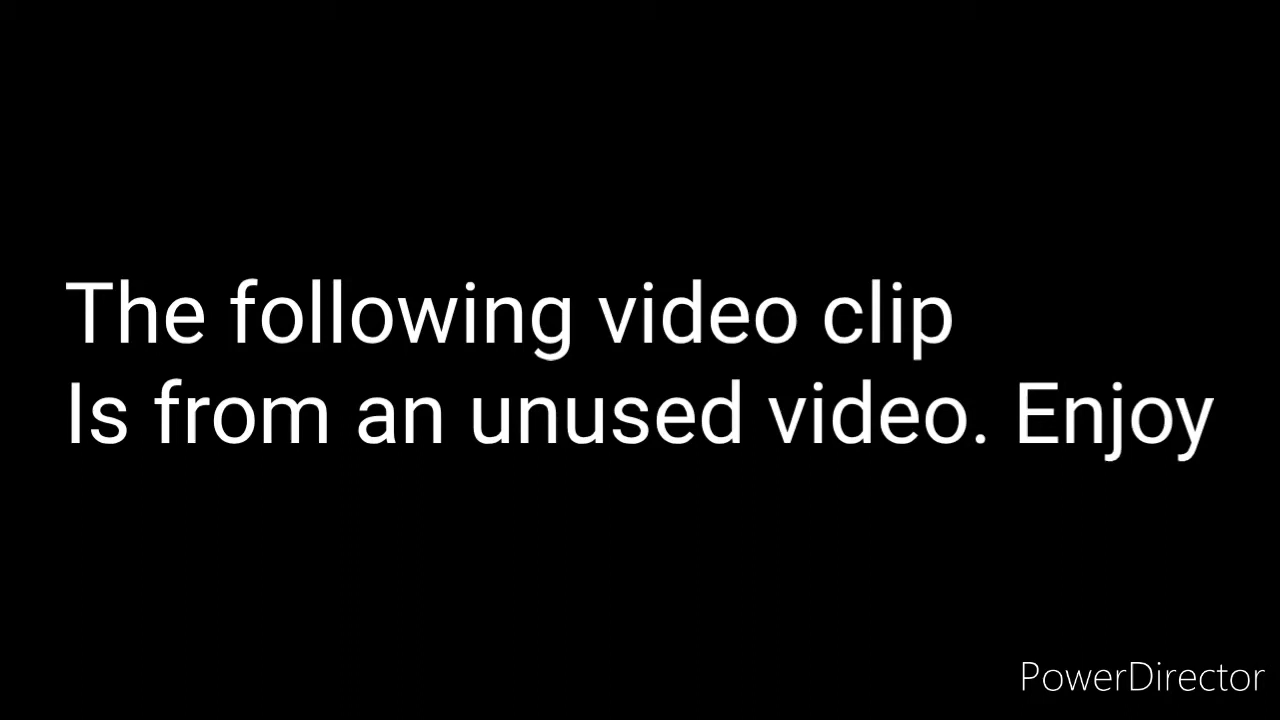 The following video clip
Is from an unused video. Enjoy
PowerDirector